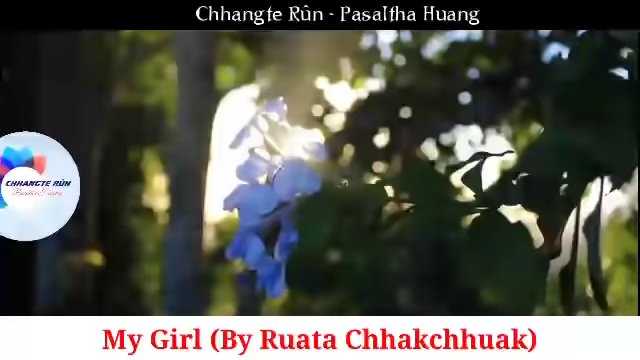 Chhangte Rûn - Pasaltha Huang
CHHANGTE RÛN
My Girl (By Ruata Chhakchhuak)